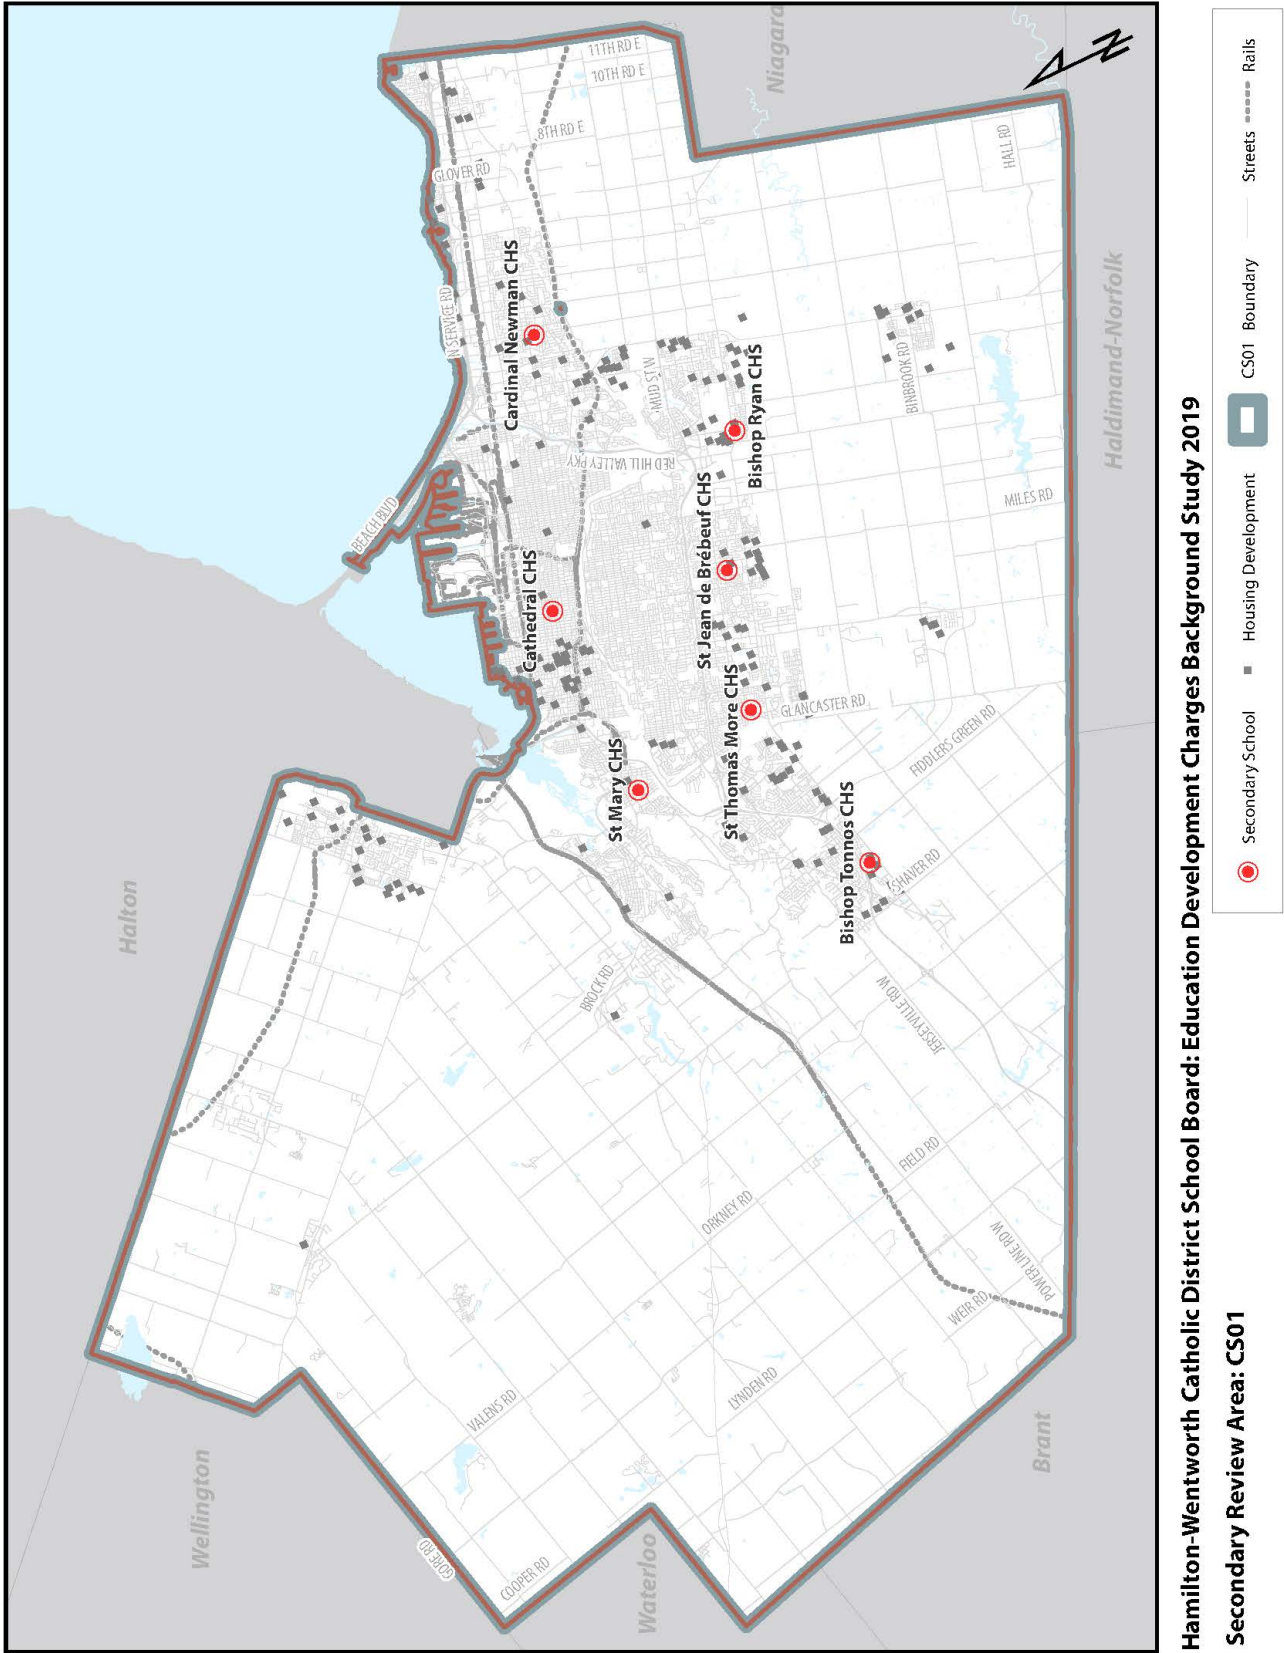 Wellington
Halton
Niagara
Waterloo
Brant
Haldimand-Norfolk
GORE RD
COOPER RD
VALENS RD
LYNDEN RD
ORKNEY RD
WEIR RD
POWER LINE RD W
FIELD RD
JERSEYVILLE RD W
BROCK RD
SHAVER RD
FIDDLERS GREEN RD
GLANCASTER RD
MILES RD
BINBROOK RD
HALL RD
MUD ST W
RED HILL VALLEY PKY
BEACH BLVD
N SERVICE RD
GLOVER RD
8TH RD E
10TH RD E
11TH RD E
St Mary CHS
Cathedral CHS
Cardinal Newman CHS
Bishop Tonnos CHS
St Thomas More CHS
St Jean de Brébeuf CHS
Bishop Ryan CHS
N
Hamilton-Wentworth Catholic District School Board: Education Development Charges Background Study 2019
Secondary Review Area: CS01
Secondary School
Housing Development
CS01 Boundary
Streets
Rails